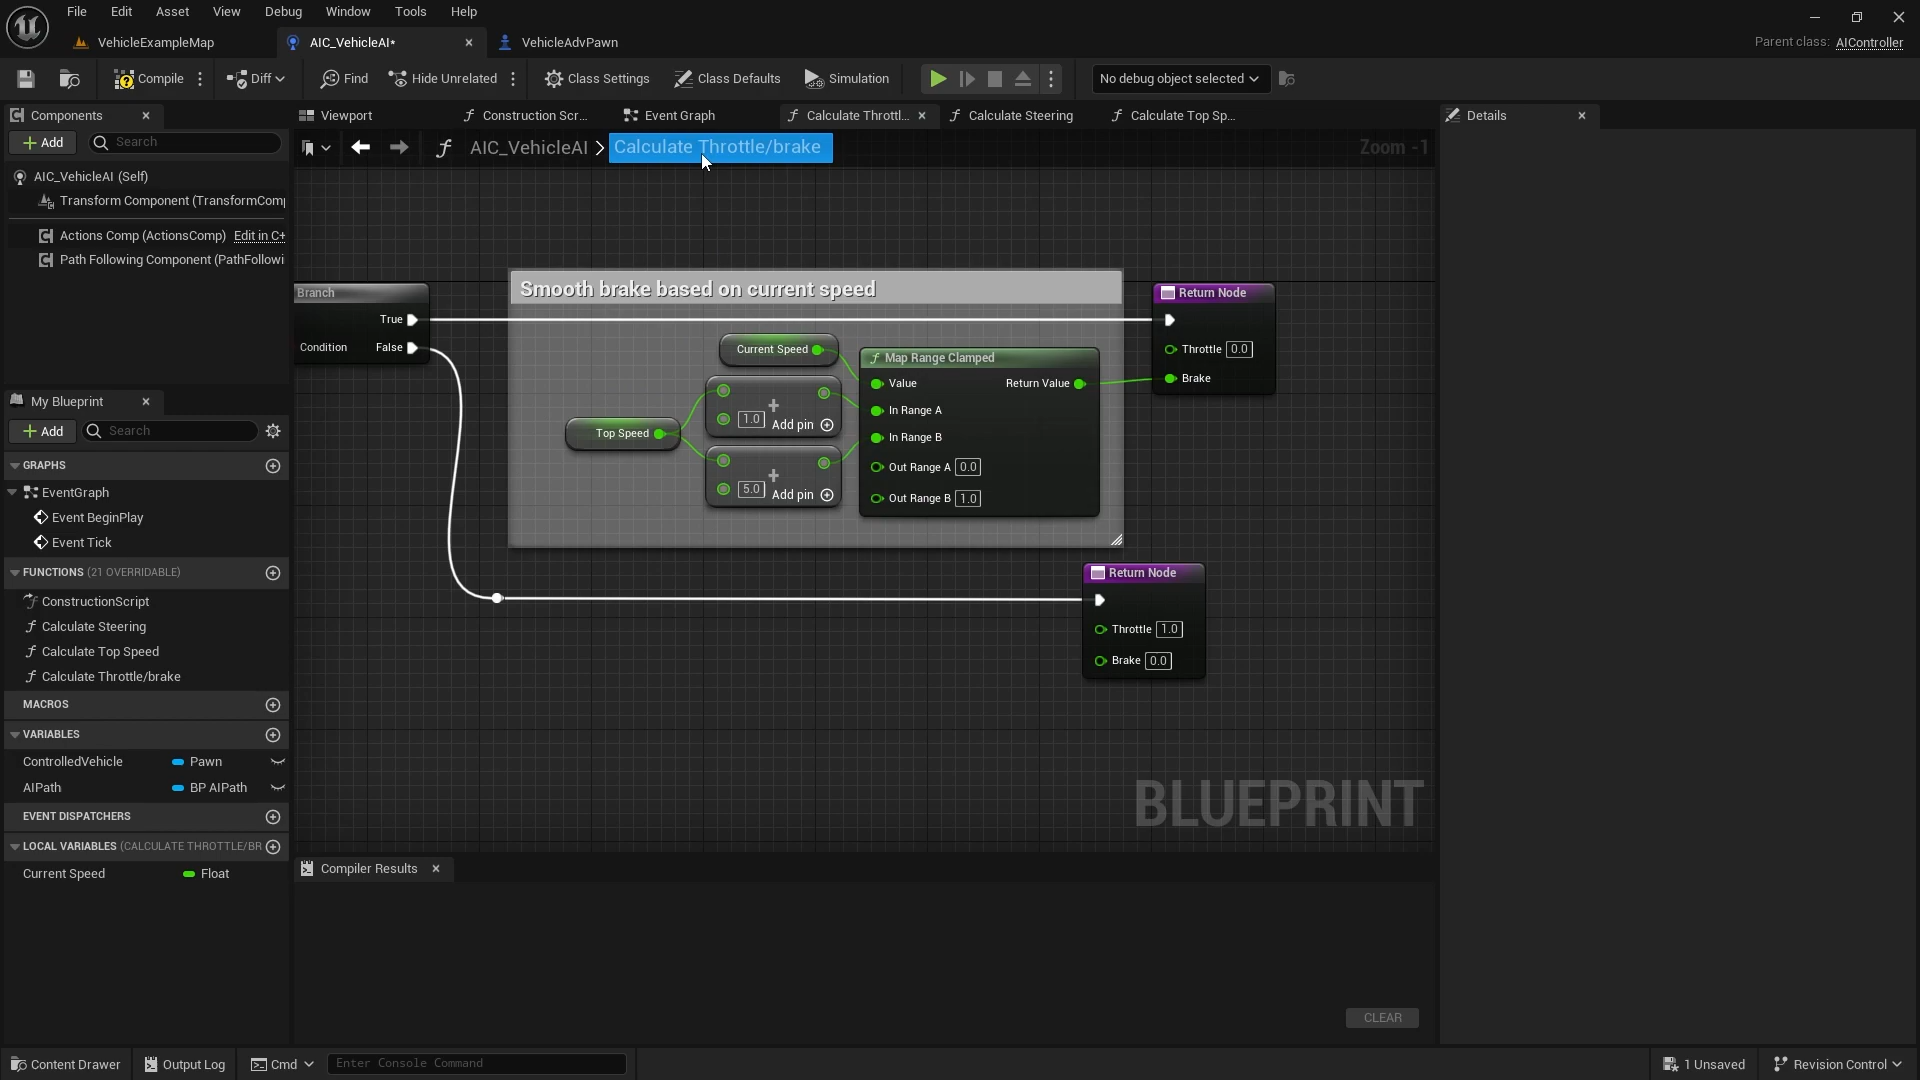 File Edit Asset View Debug Window Tools Help
VehicleExampleMap AIC_VehicleAI* VehicleAdvPawn
Parent class: AIController
Compile Diff Find Hide Unrelated Class Settings Class Defaults Simulation No debug object selected
Components
Add Search
AIC_VehicleAI (Self)
Transform Component (TransformComp
Actions Comp (ActionsComp) Edit in C+
Path Following Component (PathFollowi
My Blueprint
Add Search
GRAPHS
EventGraph
Event BeginPlay
Event Tick
FUNCTIONS (21 OVERRIDABLE)
ConstructionScript
Calculate Steering
Calculate Top Speed
Calculate Throttle/brake
MACROS
VARIABLES
ControlledVehicle Pawn
AIPath BP AIPath
EVENT DISPATCHERS
LOCAL VARIABLES (CALCULATE THROTTLE/BR
Current Speed Float
Viewport Construction Scr... Event Graph Calculate Throttl... Calculate Steering Calculate Top Sp...
AIC_VehicleAI > Calculate Throttle/brake
Zoom -1
Branch
True
Condition False
Smooth brake based on current speed
Current Speed
Top Speed
1.0 Add pin
5.0 Add pin
Map Range Clamped
Value Return Value
In Range A
In Range B
Out Range A 0.0
Out Range B 1.0
Return Node
Throttle 0.0
Brake
Return Node
Throttle 1.0
Brake 0.0
BLUEPRINT
Compiler Results
CLEAR
Details
Content Drawer Output Log Cmd Enter Console Command 1 Unsaved Revision Control